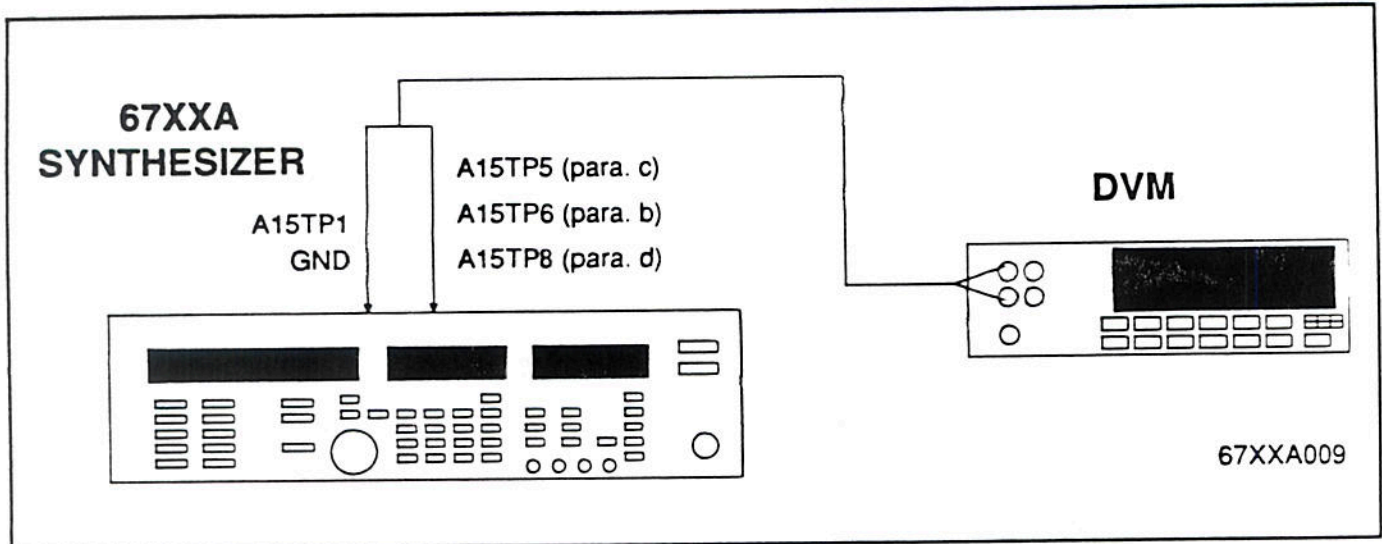 67XXA
SYNTHESIZER
A15TP1
GND
A15TP5 (para. c)
A15TP6 (para. b)
A15TP8 (para. d)
DVM
67XXA009